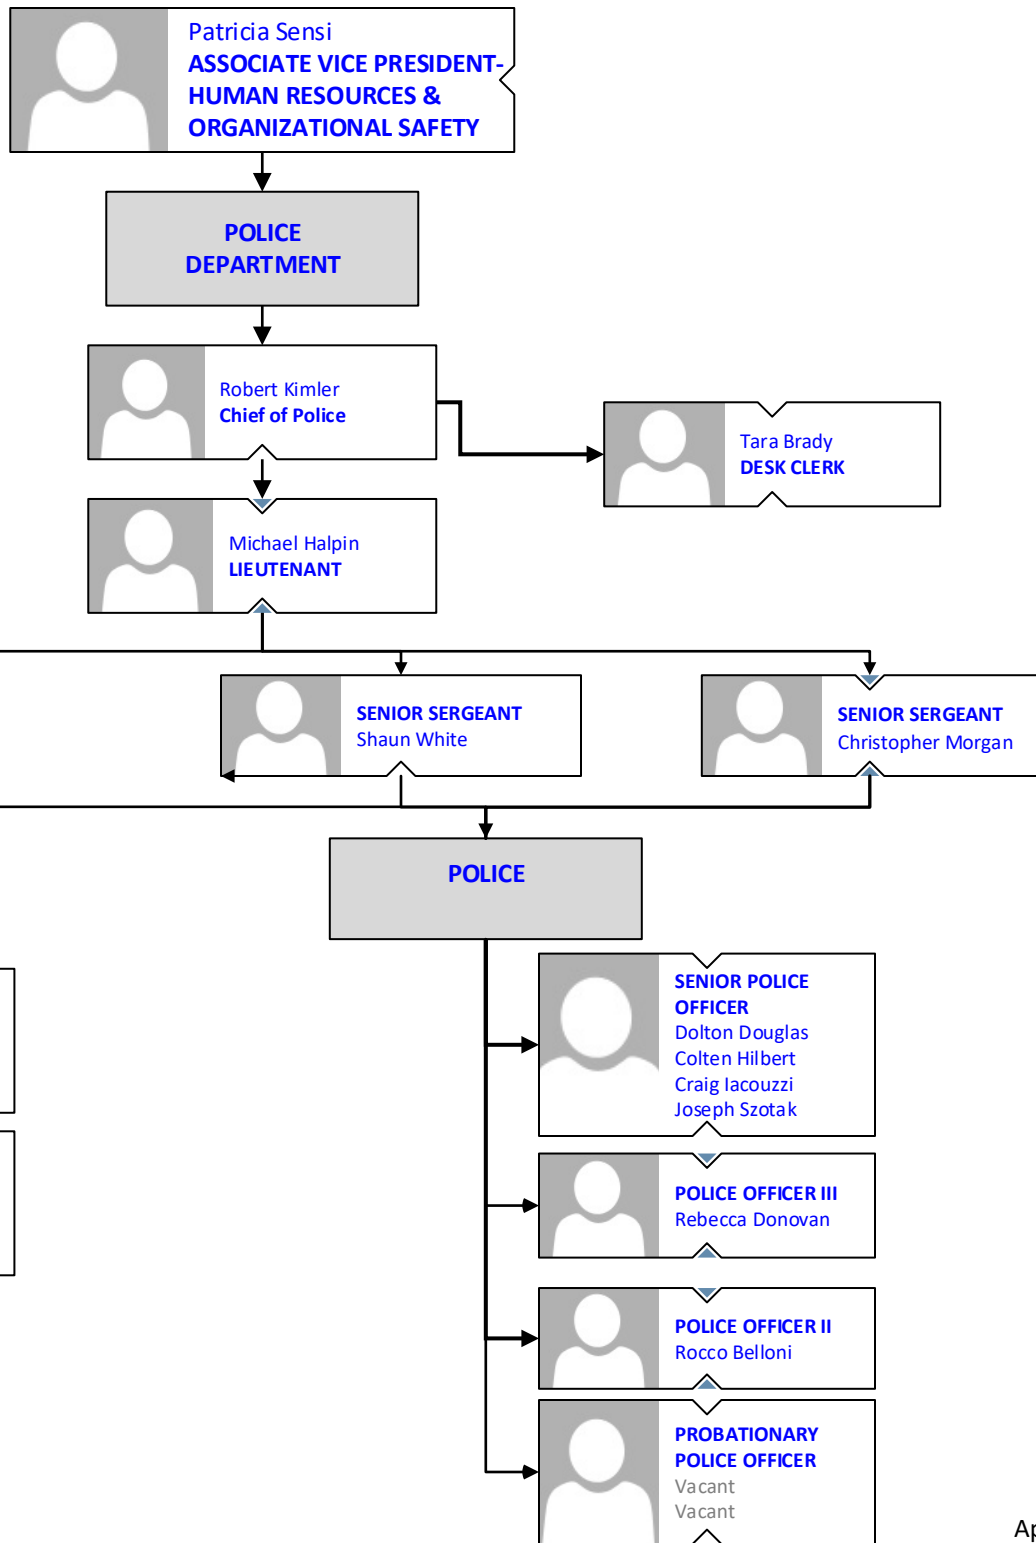 Patricia Sensi
ASSOCIATE VICE PRESIDENT-
HUMAN RESOURCES &
ORGANIZATIONAL SAFETY
POLICE
DEPARTMENT
Robert Kimler
Chief of Police
Tara Brady
DESK CLERK
Michael Halpin
LIEUTENANT
SENIOR SERGEANT
Shaun White
SENIOR SERGEANT
Christopher Morgan
POLICE
SENIOR POLICE
OFFICER
Dolton Douglas
Colten Hilbert
Craig Iacouzzi
Joseph Szotak
POLICE OFFICER III
Rebecca Donovan
POLICE OFFICER II
Rocco Belloni
PROBATIONARY
POLICE OFFICER
Vacant
Vacant